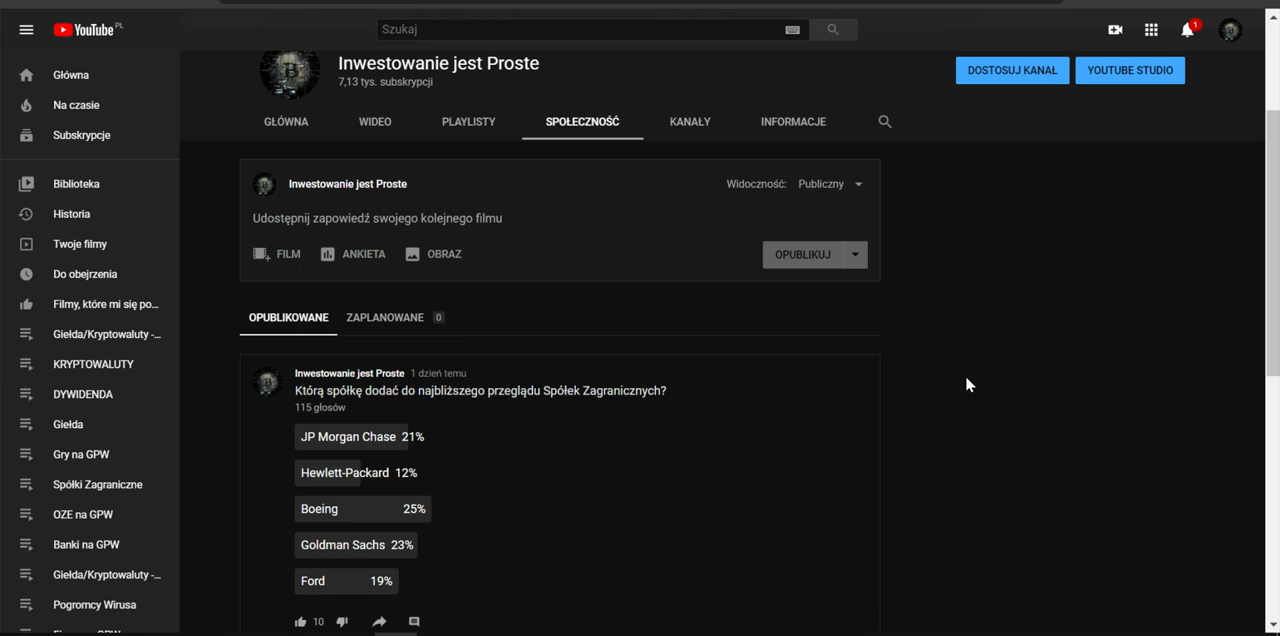 YouTube PL
Szukaj
1
Główna
Na czasie
Subskrypcje
Biblioteka
Historia
Twoje filmy
Do obejrzenia
Filmy, które mi się po...
Giełda/Kryptowaluty -...
KRYPTOWALUTY
DYWIDENDA
Giełda
Gry na GPW
Spółki Zagraniczne
OZE na GPW
Banki na GPW
Giełda/Kryptowaluty -...
Pogromcy Wirusa
Inwestowanie jest Proste
7,13 tys. subskrypcji
DOSTOSUJ KANAŁ
YOUTUBE STUDIO
GŁÓWNA WIDEO PLAYLISTY SPOŁECZNOŚĆ KANAŁY INFORMACJE
Inwestowanie jest Proste
Widoczność: Publiczny
Udostępnij zapowiedź swojego kolejnego filmu
FILM ANKIETA OBRAZ
OPUBLIKUJ
OPUBLIKOWANE ZAPLANOWANE 0
Inwestowanie jest Proste 1 dzień temu
Którą spółkę dodać do najbliższego przeglądu Spółek Zagranicznych?
115 głosów
JP Morgan Chase 21%
Hewlett-Packard 12%
Boeing 25%
Goldman Sachs 23%
Ford 19%
10